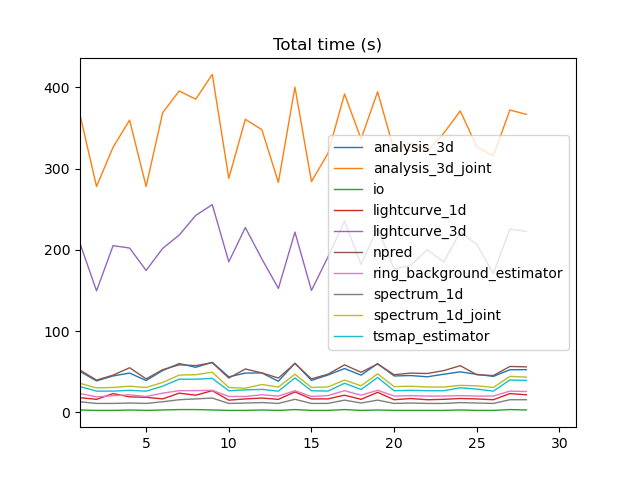 Total time (s)
400
300
200
100
0
analysis_3d
analysis_3d_joint
io
lightcurve_1d
lightcurve_3d
npred
ring_background_estimator
spectrum_1d
spectrum_1d_joint
tsmap_estimator
5 10 15 20 25 30